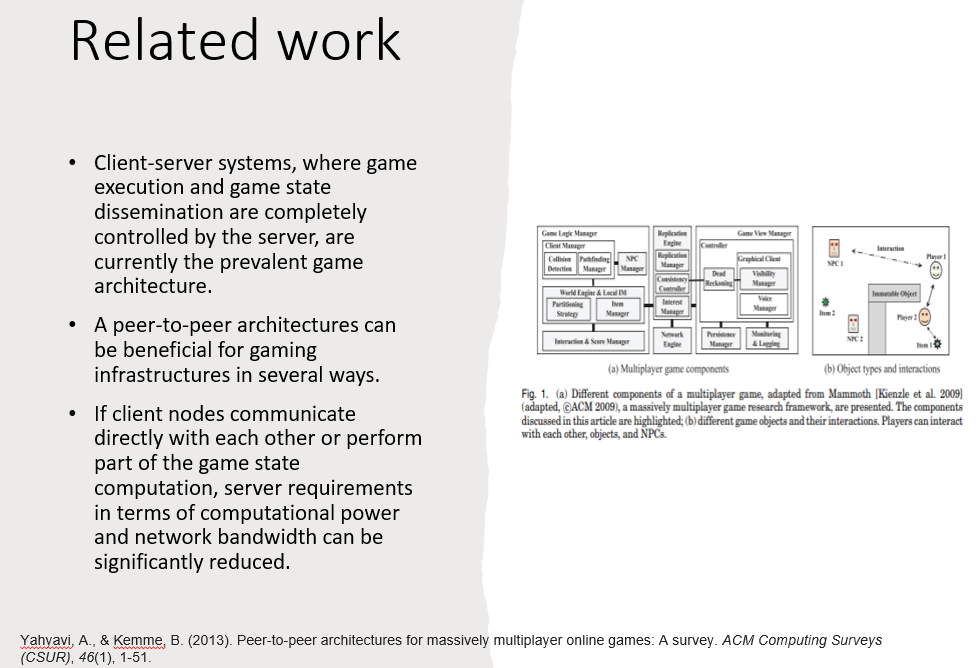 Related work
• Client-server systems, where game
execution and game state
dissemination are completely
controlled by the server, are
currently the prevalent game
architecture.
• A peer-to-peer architectures can
be beneficial for gaming
infrastructures in several ways.
• If client nodes communicate
directly with each other or perform
part of the game state
computation, server requirements
in terms of computational power
and network bandwidth can be
significantly reduced.
Game Logic Manager
Client Manager
Collision
Detection
Pathfinding
Manager
NPC
Manager
World Engine & Local IM
Partitioning
Strategy
Item
Manager
Interaction & Score Manager
Replication
Engine
Replication
Manager
Consistency
Controller
Interest
Manager
Network
Engine
Game View Manager
Controller
Graphical Client
Dead
Reckoning
Visibility
Manager
Voice
Manager
Persistence
Manager
Monitoring
& Logging
(a) Multiplayer game components
Interaction
NPC 1
Player 1
Immutable Object
Item 2
Player 2
NPC 2
Item 1
(b) Object types and interactions
Fig. 1. (a) Different components of a multiplayer game, adapted from Mammoth [Kienzle et al. 2009]
(adapted, ©ACM 2009), a massively multiplayer game research framework, are presented. The components
discussed in this article are highlighted; (b) different game objects and their interactions. Players can interact
with each other, objects, and NPCs.
Yahyavi, A., & Kemme, B. (2013). Peer-to-peer architectures for massively multiplayer online games: A survey. ACM Computing Surveys
(CSUR), 46(1), 1-51.